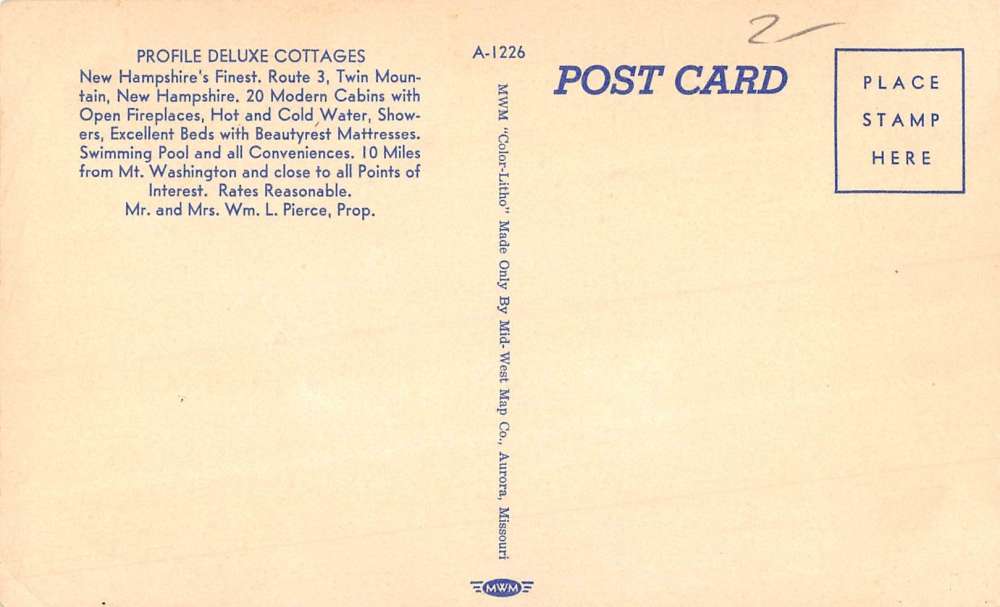 PROFILE DELUXE COTTAGES
New Hampshire's Finest. Route 3, Twin Moun-
tain, New Hampshire. 20 Modern Cabins with
Open Fireplaces, Hot and Cold Water, Show-
ers, Excellent Beds with Beautyrest Mattresses.
Swimming Pool and all Conveniences. 10 Miles
from Mt. Washington and close to all Points of
Interest. Rates Reasonable.
Mr. and Mrs. Wm. L. Pierce, Prop.
A-1226
MWM "Color-Litho" Made Only By Mid-West Map Co., Aurora, Missouri
MWM
2
POST CARD
PLACE
STAMP
HERE